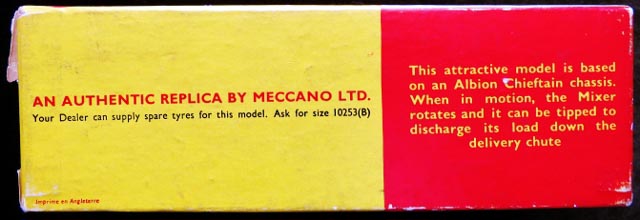 AN AUTHENTIC REPLICA BY MECCANO LTD.
Your Dealer can supply spare tyres for this model. Ask for size 10253(B)
Imprime en Angleterre
This attractive model is based
on an Albion Chieftain chassis.
When in motion, the Mixer
rotates and it can be tipped to
discharge its load down the
delivery chute